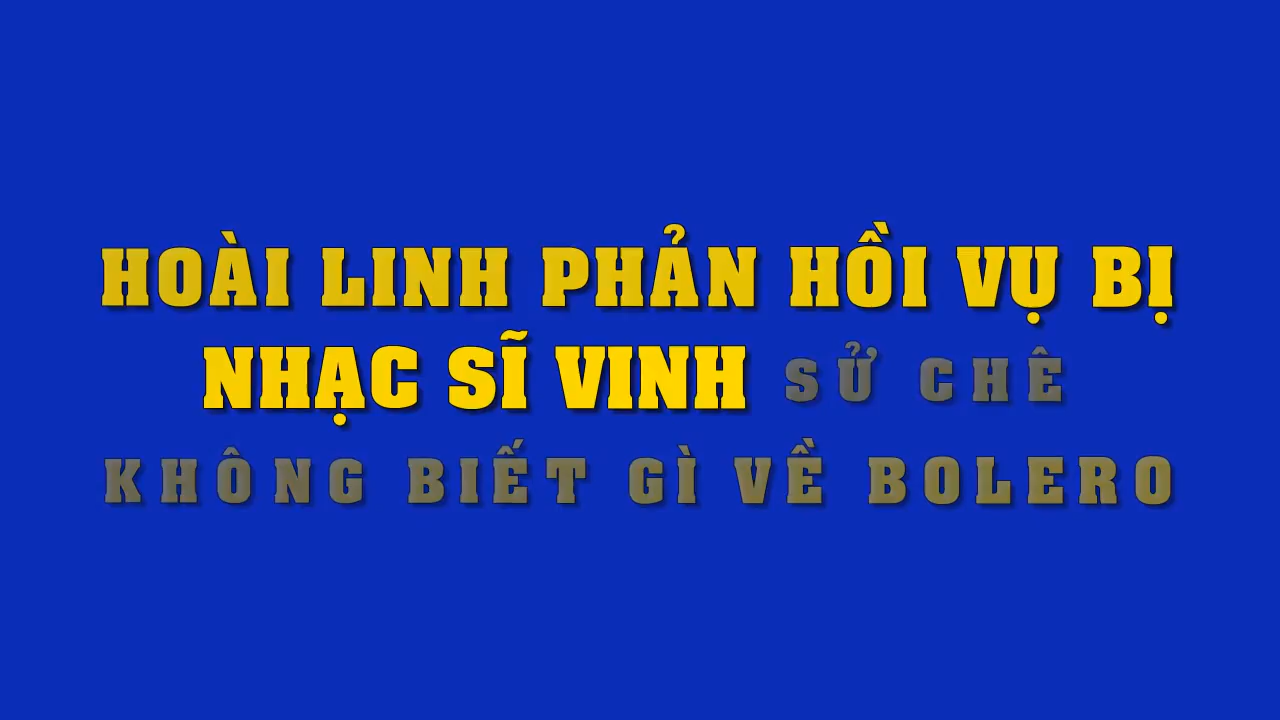 HOÀI LINH PHẢN HỒI VỤ BỊ
NHẠC SĨ VINH SỬ CHÊ
KHÔNG BIẾT GÌ VỀ BOLERO